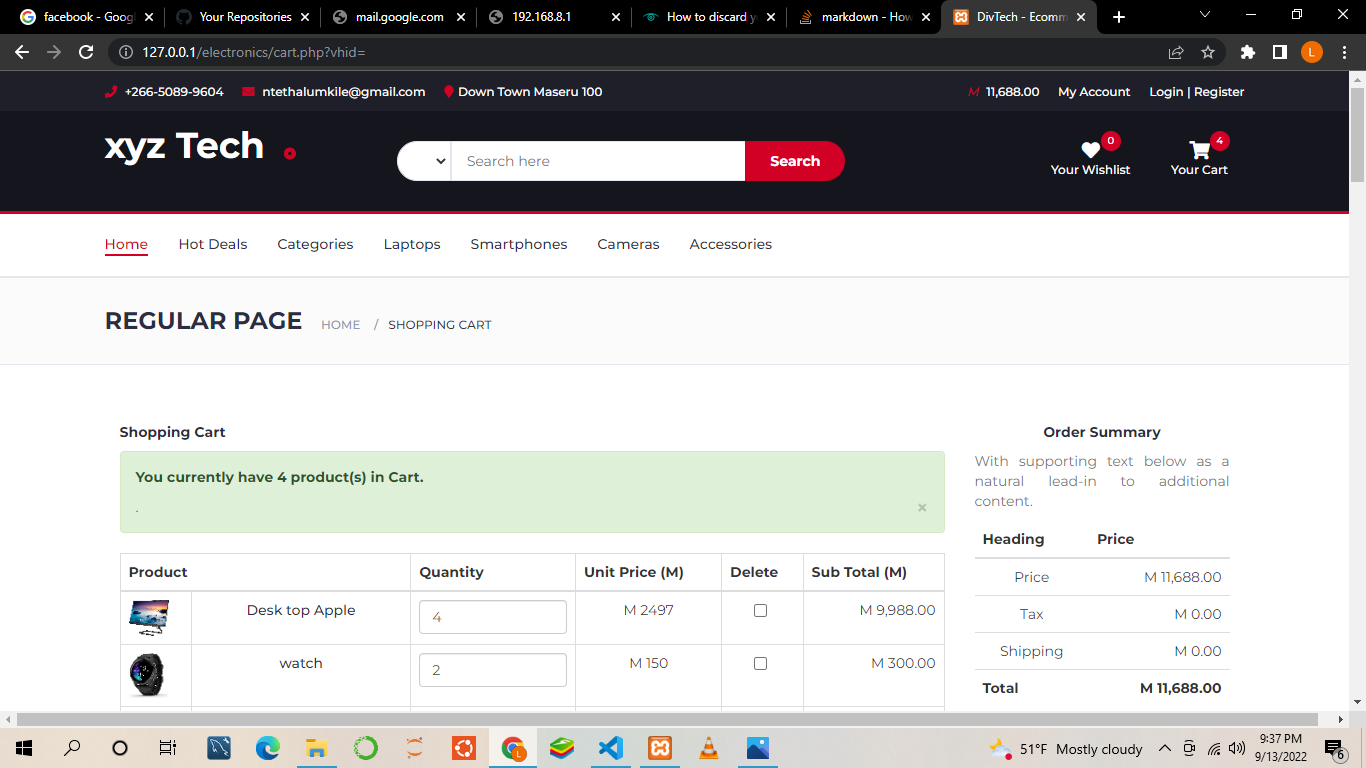 facebook - Goog
Your Repositories
mail.google.com
192.168.8.1
How to discard y
markdown - How
DivTech - Ecomm
127.0.0.1/electronics/cart.php?vhid=
L
+266-5089-9604
ntethalumkile@gmail.com
Down Town Maseru 100
M 11,688.00
My Account
Login | Register
xyz Tech
Search here
Search
0
Your Wishlist
4
Your Cart
Home
Hot Deals
Categories
Laptops
Smartphones
Cameras
Accessories
REGULAR PAGE
HOME / SHOPPING CART
Shopping Cart
You currently have 4 product(s) in Cart.
.
×
Product Quantity Unit Price (M) Delete Sub Total (M)
Desk top Apple 4 M 2497 M 9,988.00
watch 2 M 150 M 300.00
Order Summary
With supporting text below as a
natural lead-in to additional
content.
Heading Price
Price M 11,688.00
Tax M 0.00
Shipping M 0.00
Total M 11,688.00
51°F Mostly cloudy
9:37 PM
9/13/2022
6